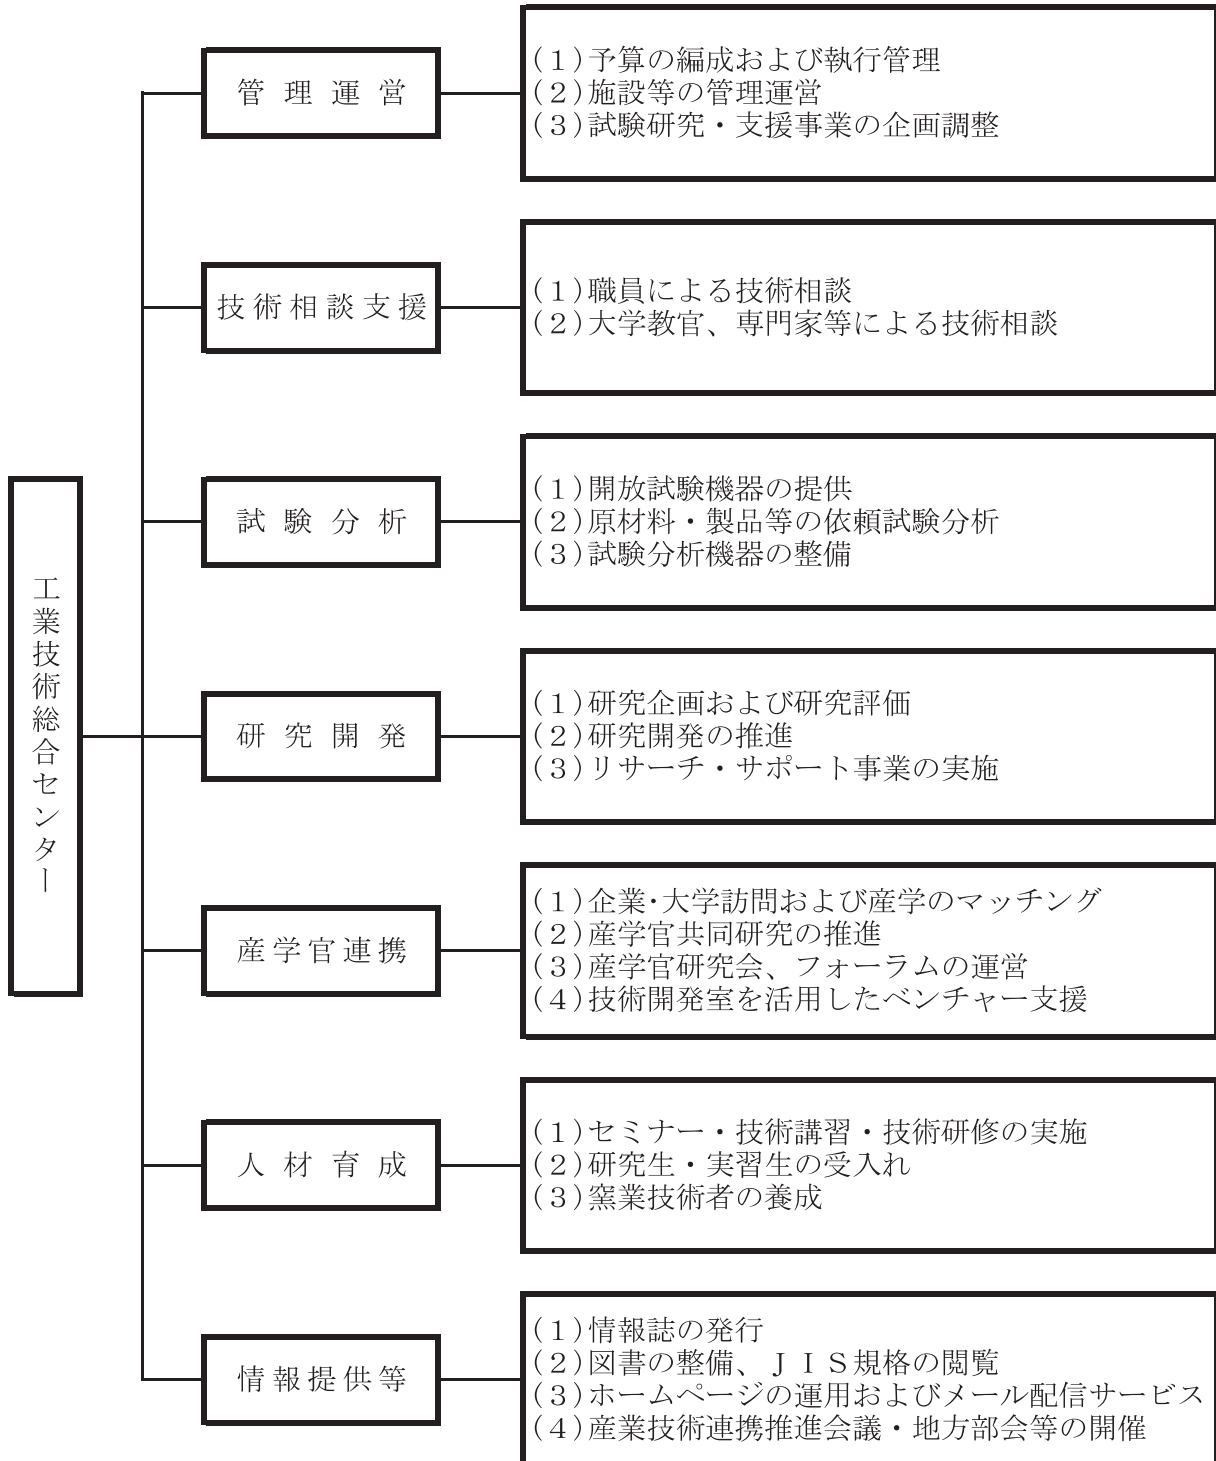 工業技術総合センター
管理運営
(1)予算の編成および執行管理
(2)施設等の管理運営
(3)試験研究・支援事業の企画調整
技術相談支援
(1)職員による技術相談
(2)大学教官、専門家等による技術相談
試験分析
(1)開放試験機器の提供
(2)原材料・製品等の依頼試験分析
(3)試験分析機器の整備
研究開発
(1)研究企画および研究評価
(2)研究開発の推進
(3)リサーチ・サポート事業の実施
産学官連携
(1)企業・大学訪問および産学のマッチング
(2)産学官共同研究の推進
(3)産学官研究会、フォーラムの運営
(4)技術開発室を活用したベンチャー支援
人材育成
(1)セミナー・技術講習・技術研修の実施
(2)研究生・実習生の受入れ
(3)窯業技術者の養成
情報提供等
(1)情報誌の発行
(2)図書の整備、JIS規格の閲覧
(3)ホームページの運用およびメール配信サービス
(4)産業技術連携推進会議・地方部会等の開催